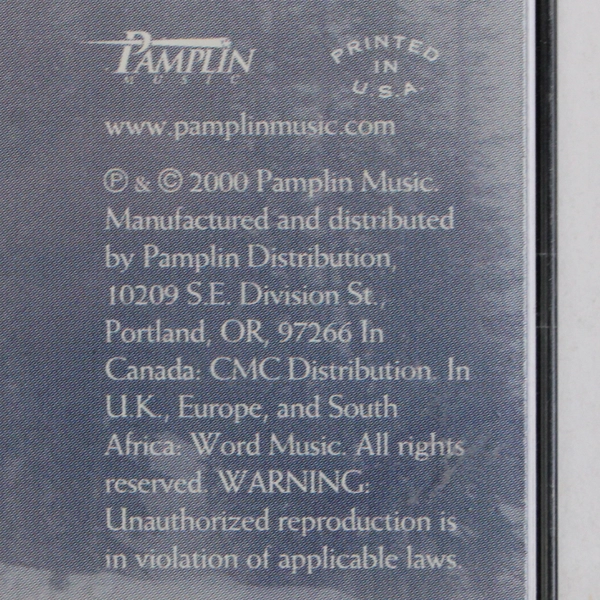 PAMPLIN
MUSIC
PRINTED
IN
U.S.A.
www.pamplinmusic.com
℗ & © 2000 Pamplin Music.
Manufactured and distributed
by Pamplin Distribution,
10209 S.E. Division St.,
Portland, OR, 97266 In
Canada: CMC Distribution. In
U.K., Europe, and South
Africa: Word Music. All rights
reserved. WARNING:
Unauthorized reproduction is
in violation of applicable laws.